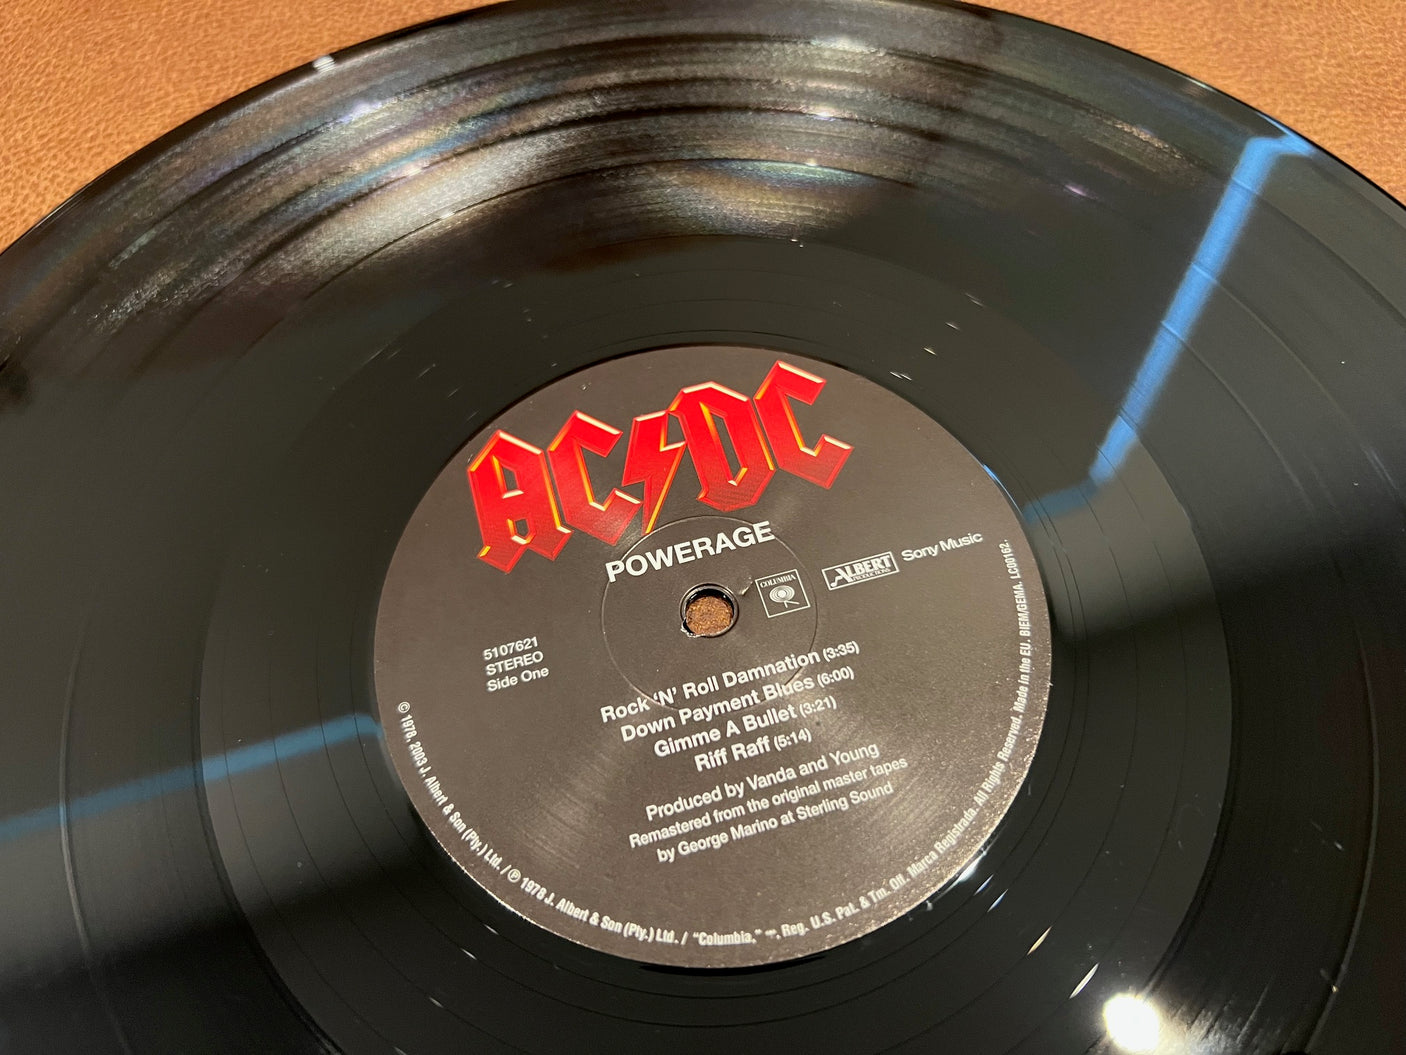 AC⚡DC
POWERAGE
COLUMBIA
ALBERT
PRODUCTIONS
Sony Music
5107621
STEREO
Side One
Rock 'N' Roll Damnation (3:35)
Down Payment Blues (6:00)
Gimme A Bullet (3:21)
Riff Raff (5:14)
Produced by Vanda and Young
Remastered from the original master tapes
by George Marino at Sterling Sound
© 1978, 2003 J. Albert & Son (Pty.) Ltd. / ℗ 1978 J. Albert & Son (Pty.) Ltd. / "Columbia," Reg. U.S. Pat. & Tm. Off. Marca Registrada. All Rights Reserved. Made in the EU. BIEM/GEMA. LC00162.